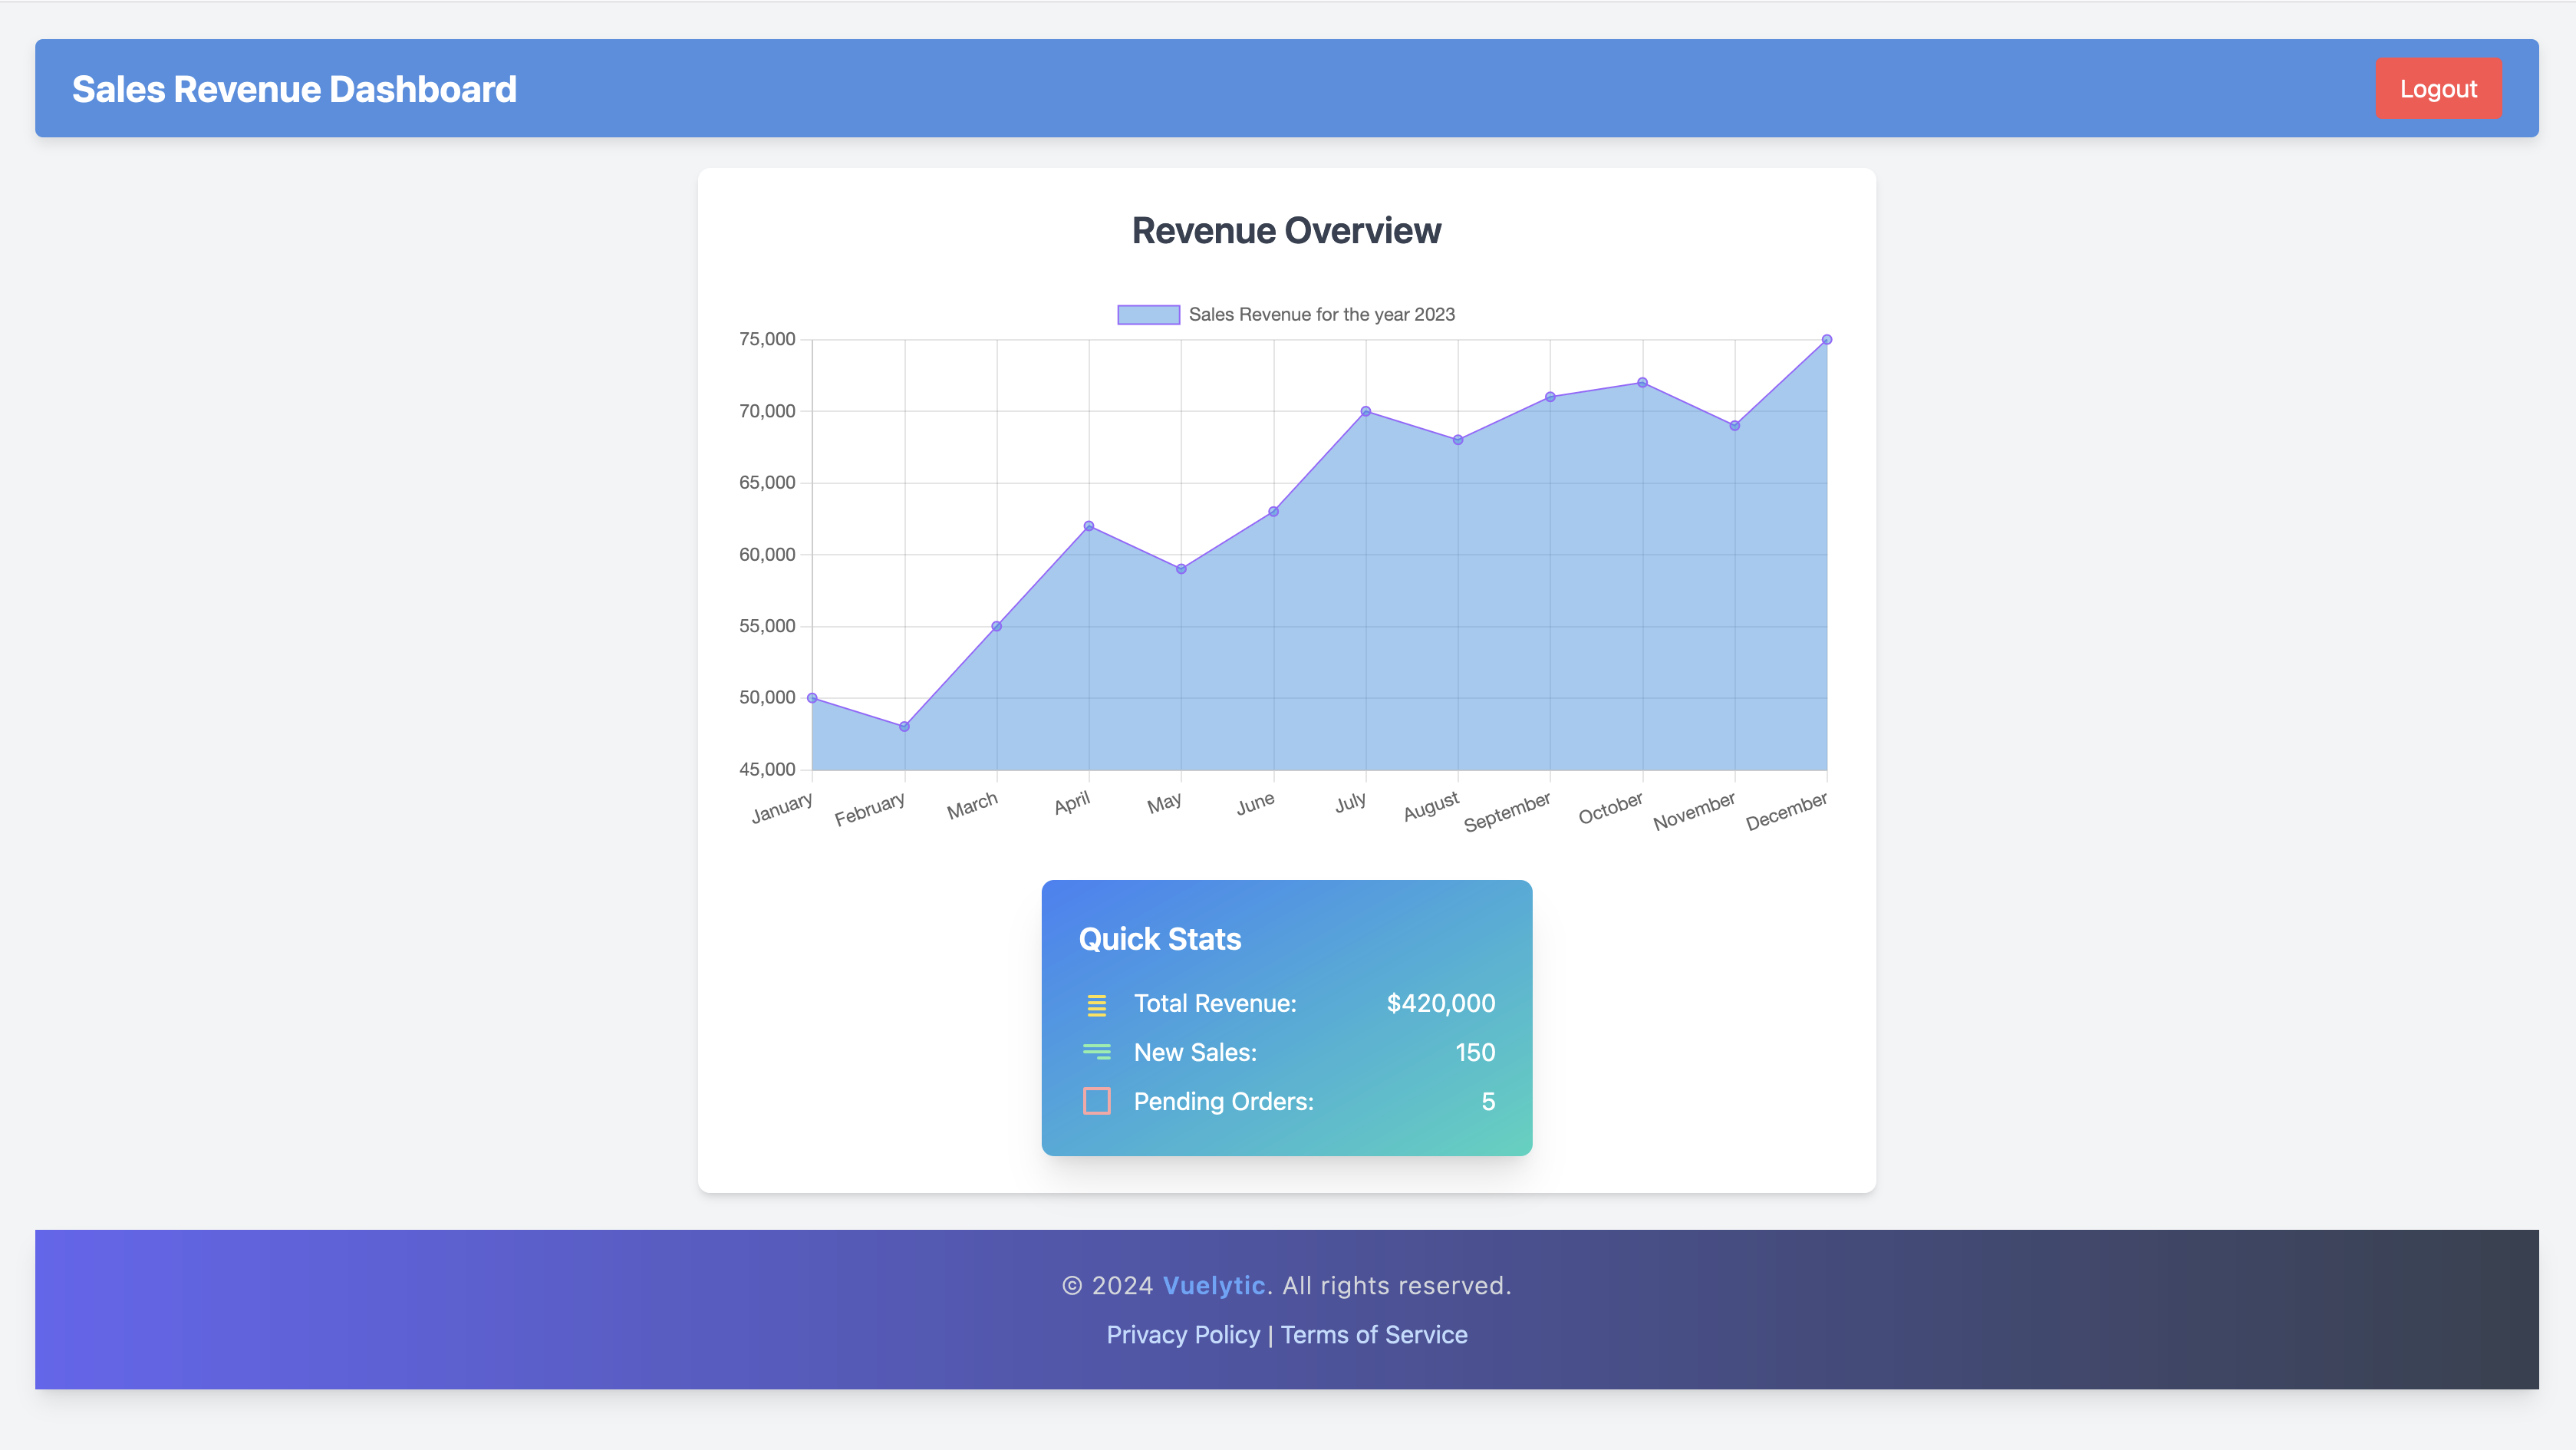 Sales Revenue Dashboard
Logout
Revenue Overview
Sales Revenue for the year 2023
75,000
70,000
65,000
60,000
55,000
50,000
45,000
January February March April May June July August September October November December
Quick Stats
Total Revenue: $420,000
New Sales: 150
Pending Orders: 5
© 2024 Vuelytic. All rights reserved.
Privacy Policy | Terms of Service